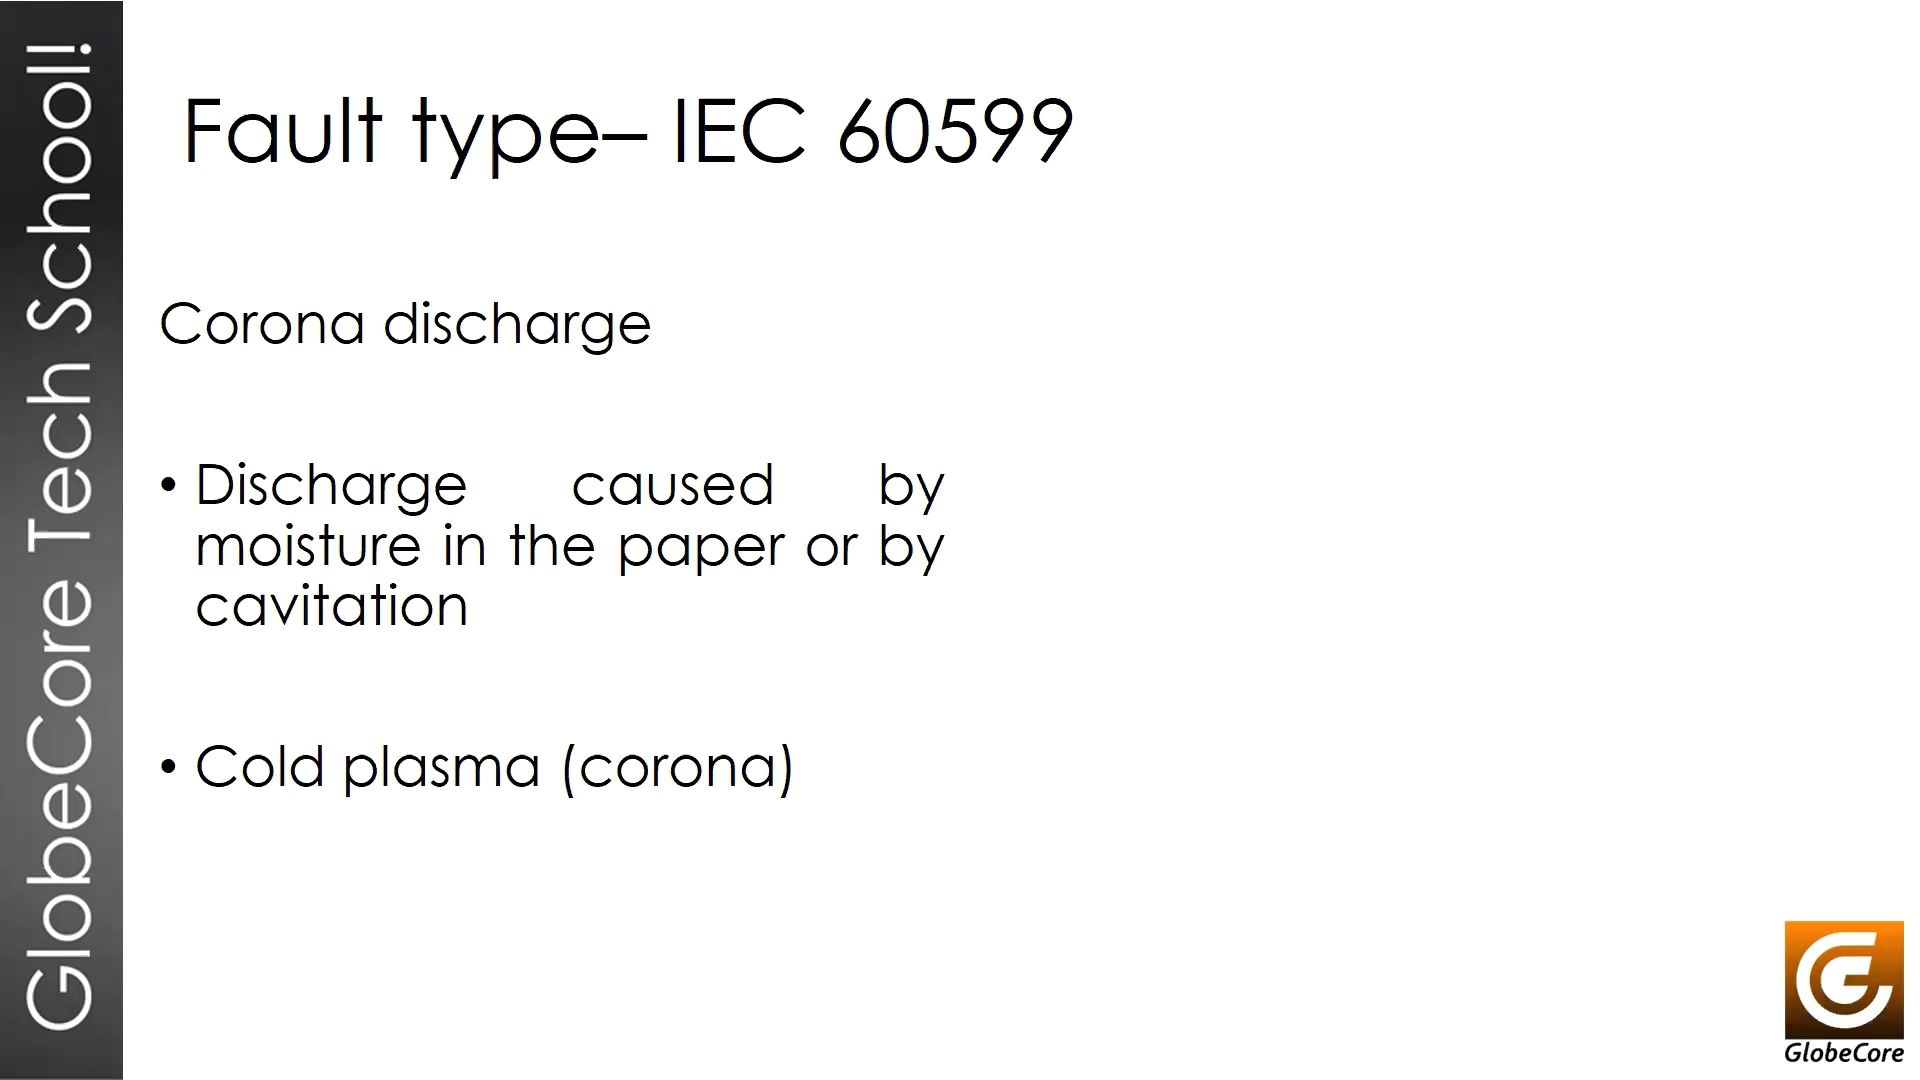 GlobeCore Tech School!
Fault type– IEC 60599
Corona discharge
• Discharge caused by
moisture in the paper or by
cavitation
• Cold plasma (corona)
GlobeCore